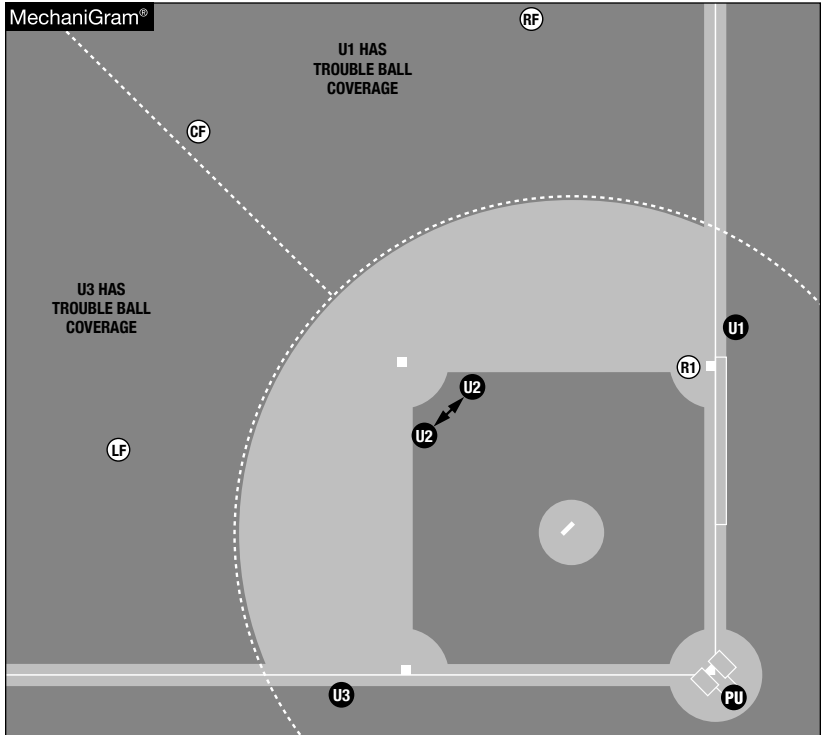 MechaniGram®
RF
U1 HAS
TROUBLE BALL
COVERAGE
CF
U3 HAS
TROUBLE BALL
COVERAGE
U1
R1
U2
U2
LF
U3
PU